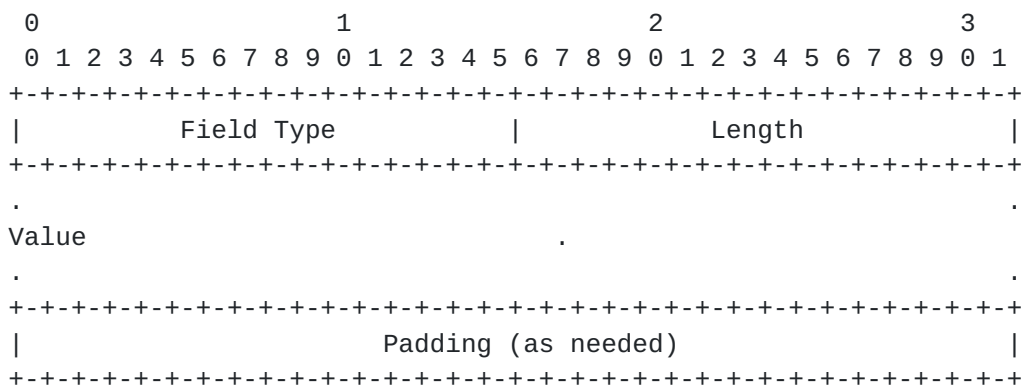 0                   1                   2                   3
 0 1 2 3 4 5 6 7 8 9 0 1 2 3 4 5 6 7 8 9 0 1 2 3 4 5 6 7 8 9 0 1
+-+-+-+-+-+-+-+-+-+-+-+-+-+-+-+-+-+-+-+-+-+-+-+-+-+-+-+-+-+-+-+-+
|          Field Type           |            Length             |
+-+-+-+-+-+-+-+-+-+-+-+-+-+-+-+-+-+-+-+-+-+-+-+-+-+-+-+-+-+-+-+-+
.                                                               .
Value                              .
.                                                               .
+-+-+-+-+-+-+-+-+-+-+-+-+-+-+-+-+-+-+-+-+-+-+-+-+-+-+-+-+-+-+-+-+
|                       Padding (as needed)                     |
+-+-+-+-+-+-+-+-+-+-+-+-+-+-+-+-+-+-+-+-+-+-+-+-+-+-+-+-+-+-+-+-+